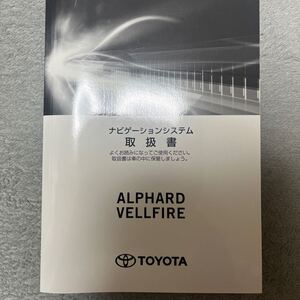 ナビゲーションシステム
取扱書
よくお読みになってご使用ください。
取扱書は車の中に保管しましょう。
ALPHARD
VELLFIRE
TOYOTA